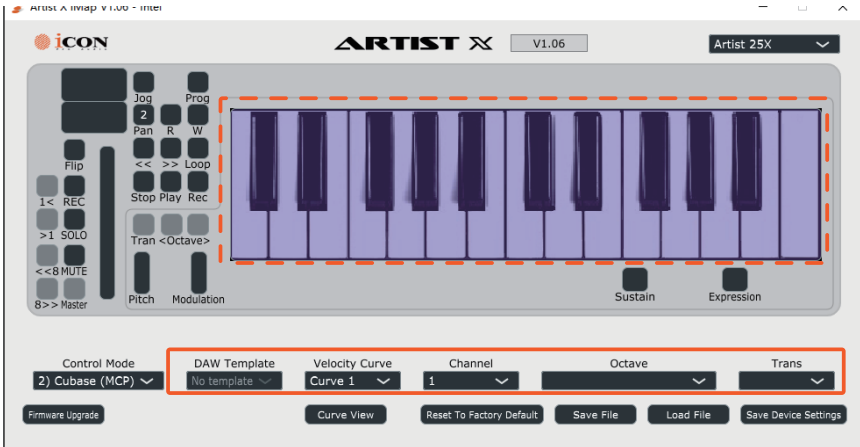 Artist X iMap V1.06 - Intel
iCON
ARTIST X
V1.06
Artist 25X
Jog
Prog
2
Pan R W
Flip
<< >> Loop
1< REC
Stop Play Rec
>1 SOLO
Tran <Octave>
<<8 MUTE
8>> Master
Pitch Modulation
Sustain
Expression
Control Mode
DAW Template
Velocity Curve
Channel
Octave
Trans
2) Cubase (MCP)
No template
Curve 1
1
Firmware Upgrade
Curve View
Reset To Factory Default
Save File
Load File
Save Device Settings